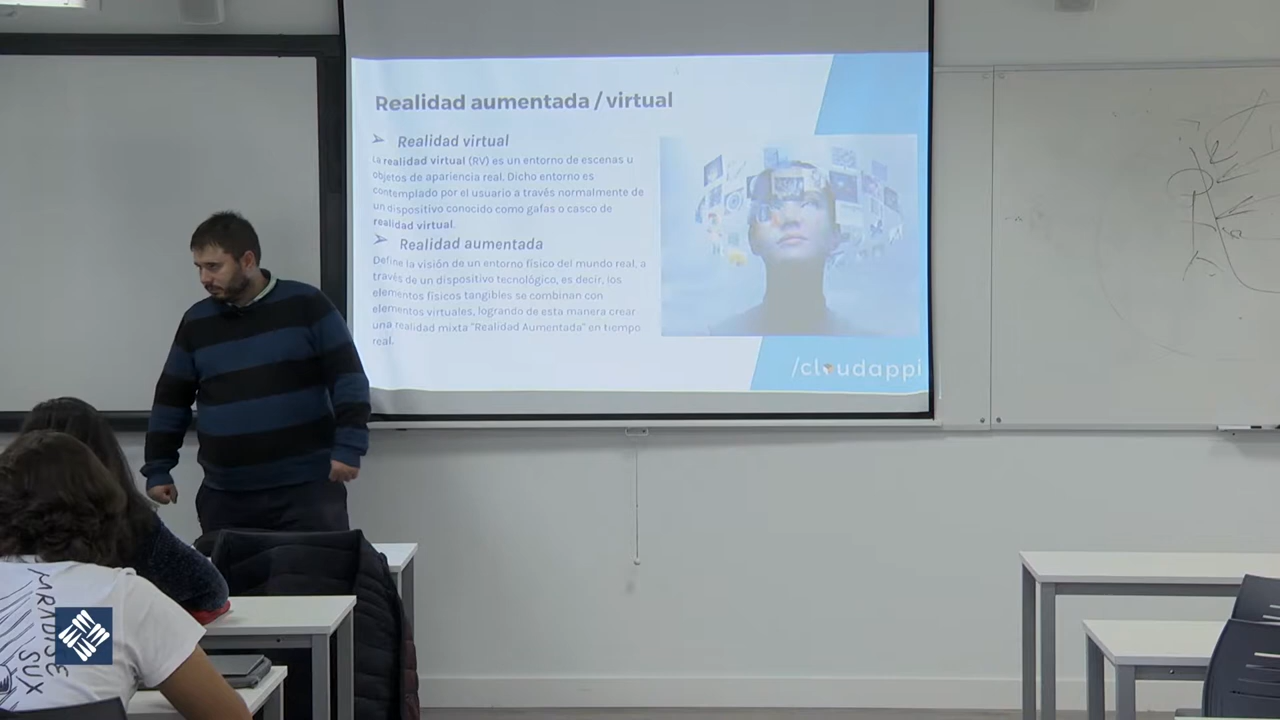 Realidad aumentada / virtual
➢ Realidad virtual
La realidad virtual (RV) es un entorno de escenas u
objetos de apariencia real. Dicho entorno es
contemplado por el usuario a través normalmente de
un dispositivo conocido como gafas o casco de
realidad virtual.
➢ Realidad aumentada
Define la visión de un entorno físico del mundo real, a
través de un dispositivo tecnológico, es decir, los
elementos físicos tangibles se combinan con
elementos virtuales, logrando de esta manera crear
una realidad mixta "Realidad Aumentada" en tiempo
real.
/cloudappi
SUX